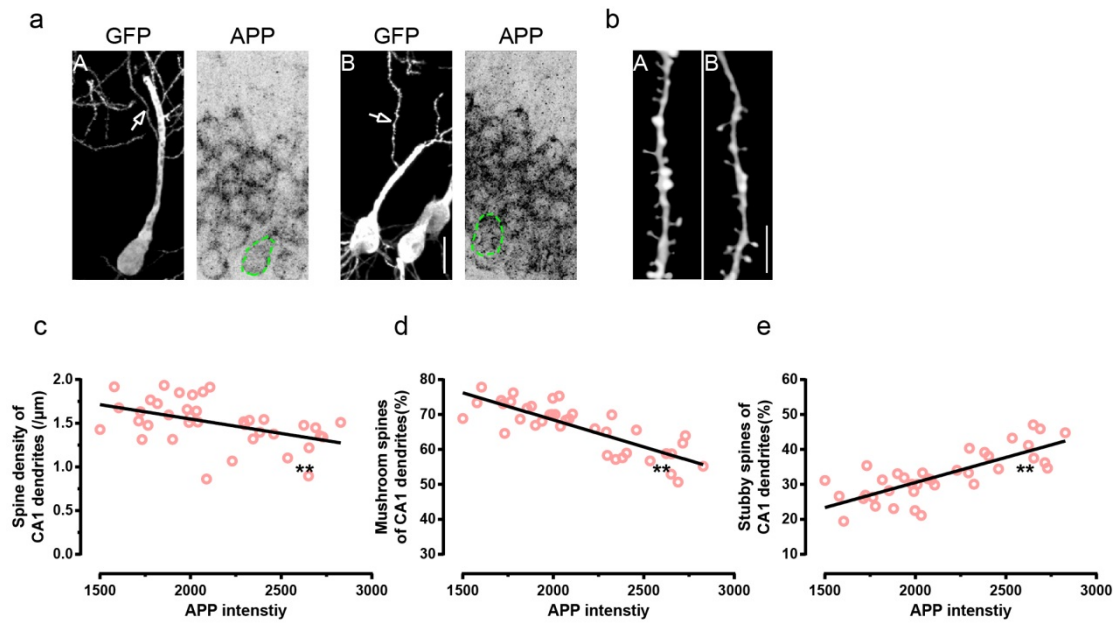 a
b
GFP
APP
GFP
APP
A
B
A
B
c
d
e
Spine density of
CA1 dendrites (/μm)
2.0
1.5
1.0
0.5
0.0
**
1500
2000
2500
3000
APP intenstiy
Mushroom spines
of CA1 dendrites(%)
80
70
60
50
40
30
**
1500
2000
2500
3000
APP intenstiy
Stubby spines of
CA1 dendrites(%)
60
50
40
30
20
10
**
1500
2000
2500
3000
APP intenstiy